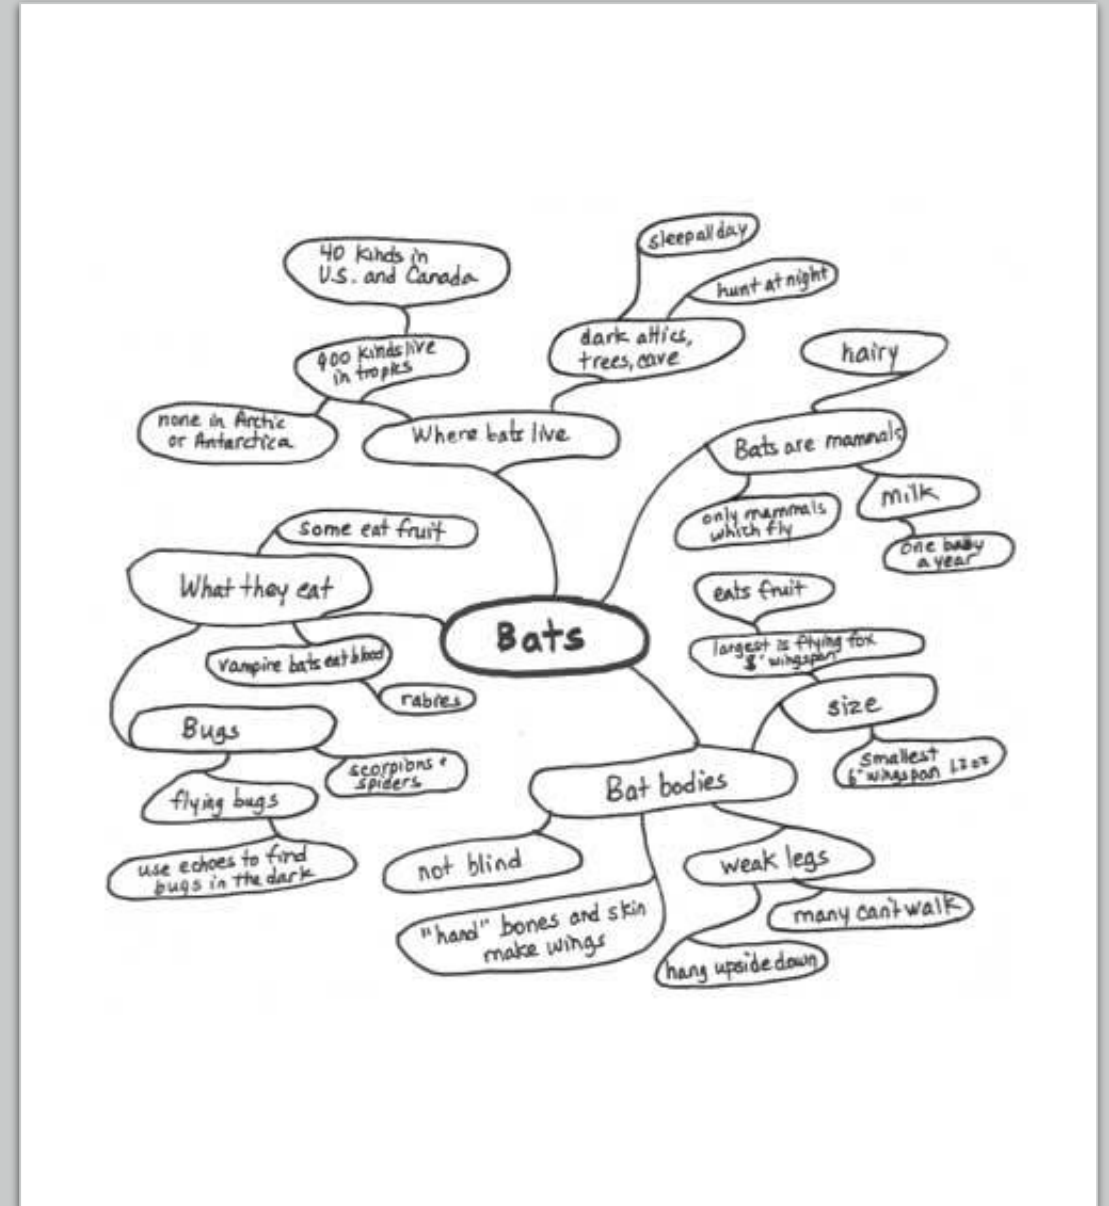 sleep all day
40 kinds in
U.S. and Canada
hunt at night
dark attics,
trees, cave
900 kinds live
in tropics
hairy
none in Arctic
or Antarctica
Where bats live
Bats are mammals
milk
only mammals
which fly
some eat fruit
one baby
a year
What they eat
eats fruit
Bats
largest is flying fox
wingspan
vampire bats eat blood
rabies
size
Bugs
smallest
6" wingspan
scorpions +
spiders
Bat bodies
flying bugs
use echoes to find
bugs in the dark
not blind
weak legs
many can't walk
"hand" bones and skin
make wings
hang upside down